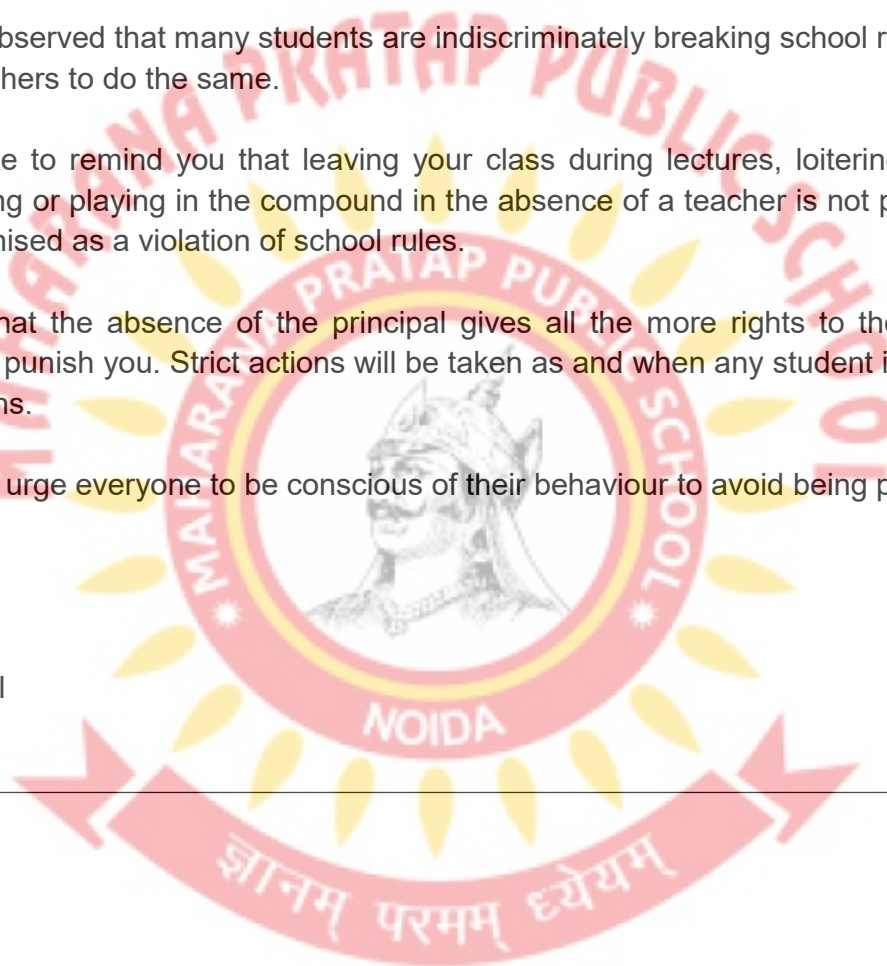 bserved that many students are indiscriminately breaking school r
hers to do the same.
e to remind you that leaving your class during lectures, loiterin
ng or playing in the compound in the absence of a teacher is not p
nised as a violation of school rules.
hat the absence of the principal gives all the more rights to the
punish you. Strict actions will be taken as and when any student i
ns.
urge everyone to be conscious of their behaviour to avoid being p
l
MAHARANA PRATAP PUBLIC SCHOOL
MAHARANA PRATAP PUBLIC SCHOOL
NOIDA
ज्ञानम् परमम् ध्येयम्